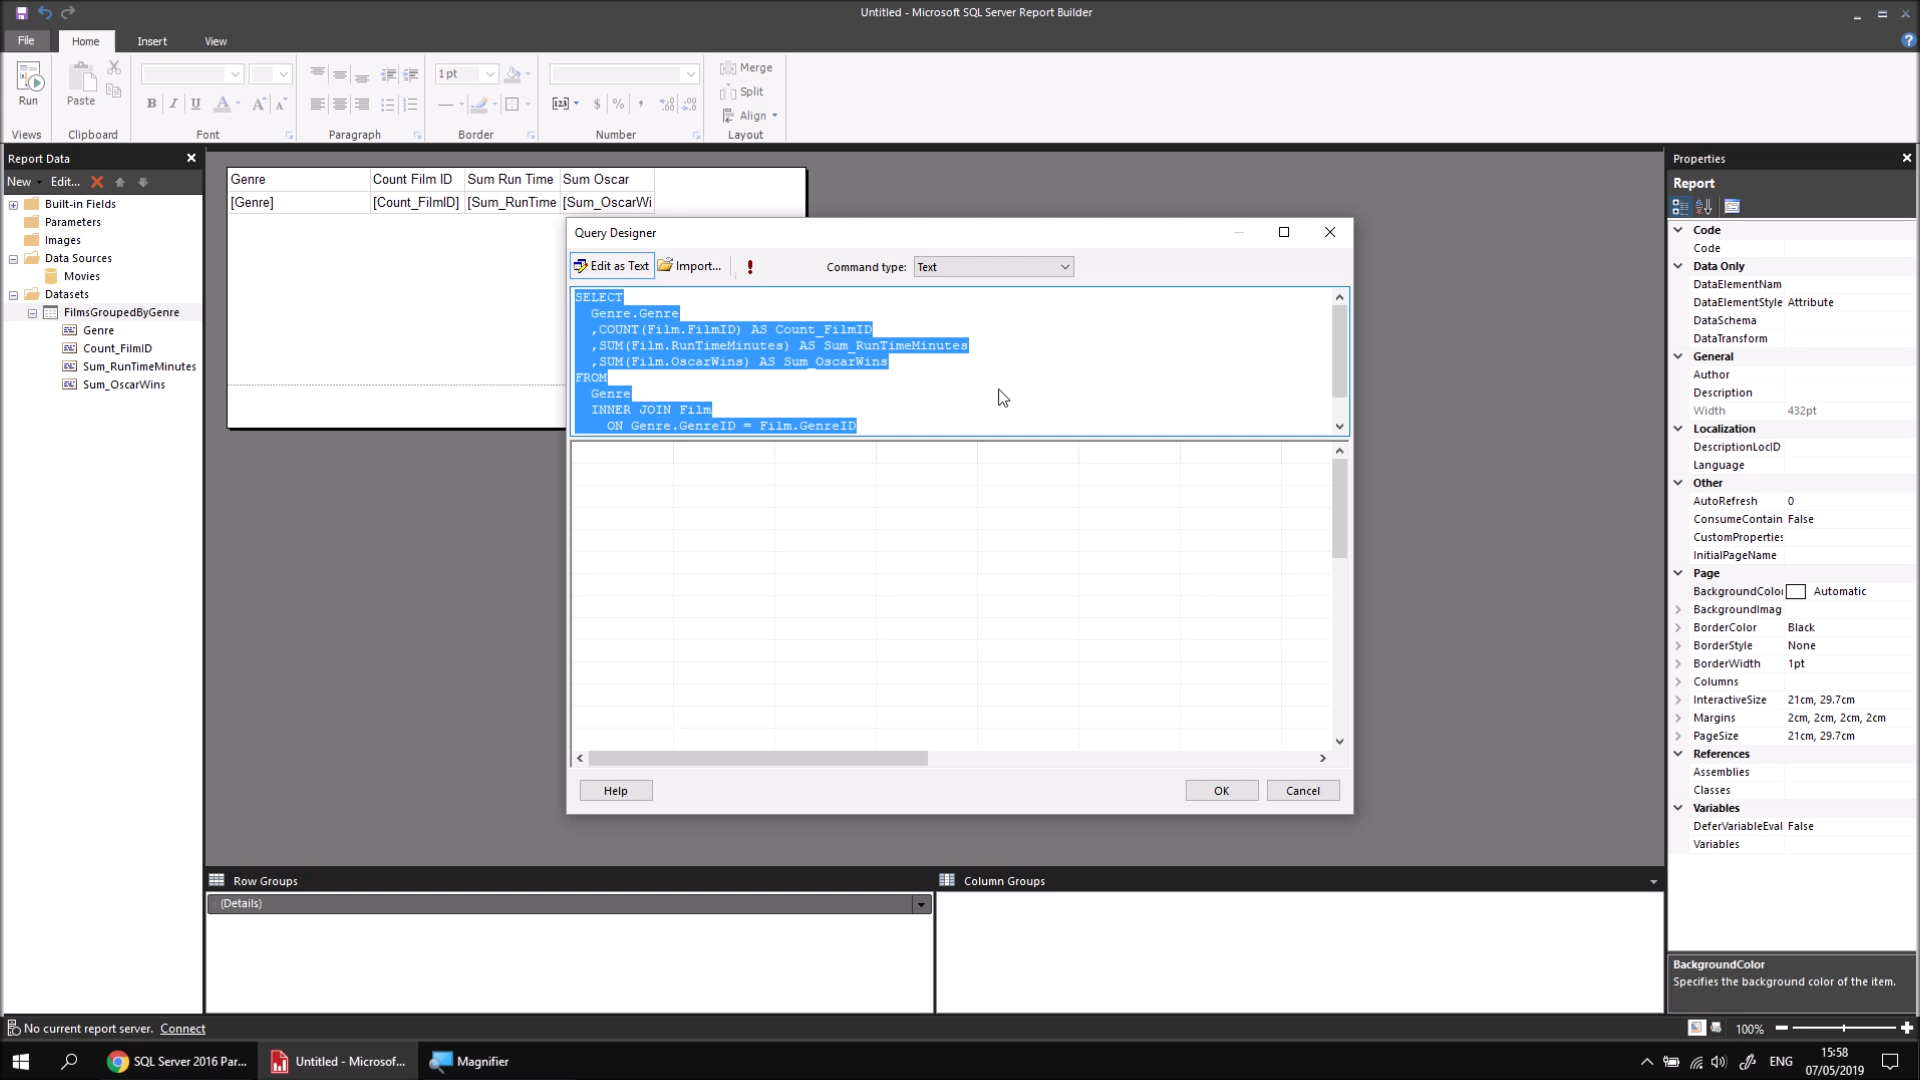 Untitled - Microsoft SQL Server Report Builder
File
Home
Insert
View
Run
Paste
1pt
B I U
Merge
Split
Align
Views
Clipboard
Font
Paragraph
Border
Number
Layout
Report Data
New
Edit...
Built-in Fields
Parameters
Images
Data Sources
Movies
Datasets
FilmsGroupedByGenre
Genre
Count_FilmID
Sum_RunTimeMinutes
Sum_OscarWins
Genre
Count Film ID
Sum Run Time
Sum Oscar
[Genre]
[Count_FilmID]
[Sum_RunTime
[Sum_OscarWi
Query Designer
Edit as Text
Import...
Command type:
Text
SELECT
Genre.Genre
,COUNT(Film.FilmID) AS Count_FilmID
,SUM(Film.RunTimeMinutes) AS Sum_RunTimeMinutes
,SUM(Film.OscarWins) AS Sum_OscarWins
FROM
Genre
INNER JOIN Film
ON Genre.GenreID = Film.GenreID
Help
OK
Cancel
Row Groups
(Details)
Column Groups
Properties
Report
Code
Code
Data Only
DataElementNam
DataElementStyle Attribute
DataSchema
DataTransform
General
Author
Description
Width 432pt
Localization
DescriptionLocID
Language
Other
AutoRefresh 0
ConsumeContain False
CustomProperties
InitialPageName
Page
BackgroundColor Automatic
BackgroundImag
BorderColor Black
BorderStyle None
BorderWidth 1pt
Columns
InteractiveSize 21cm, 29.7cm
Margins 2cm, 2cm, 2cm, 2cm
PageSize 21cm, 29.7cm
References
Assemblies
Classes
Variables
DeferVariableEval False
Variables
BackgroundColor
Specifies the background color of the item.
No current report server. Connect
100%
SQL Server 2016 Par...
Untitled - Microsof...
Magnifier
ENG
15:58
07/05/2019